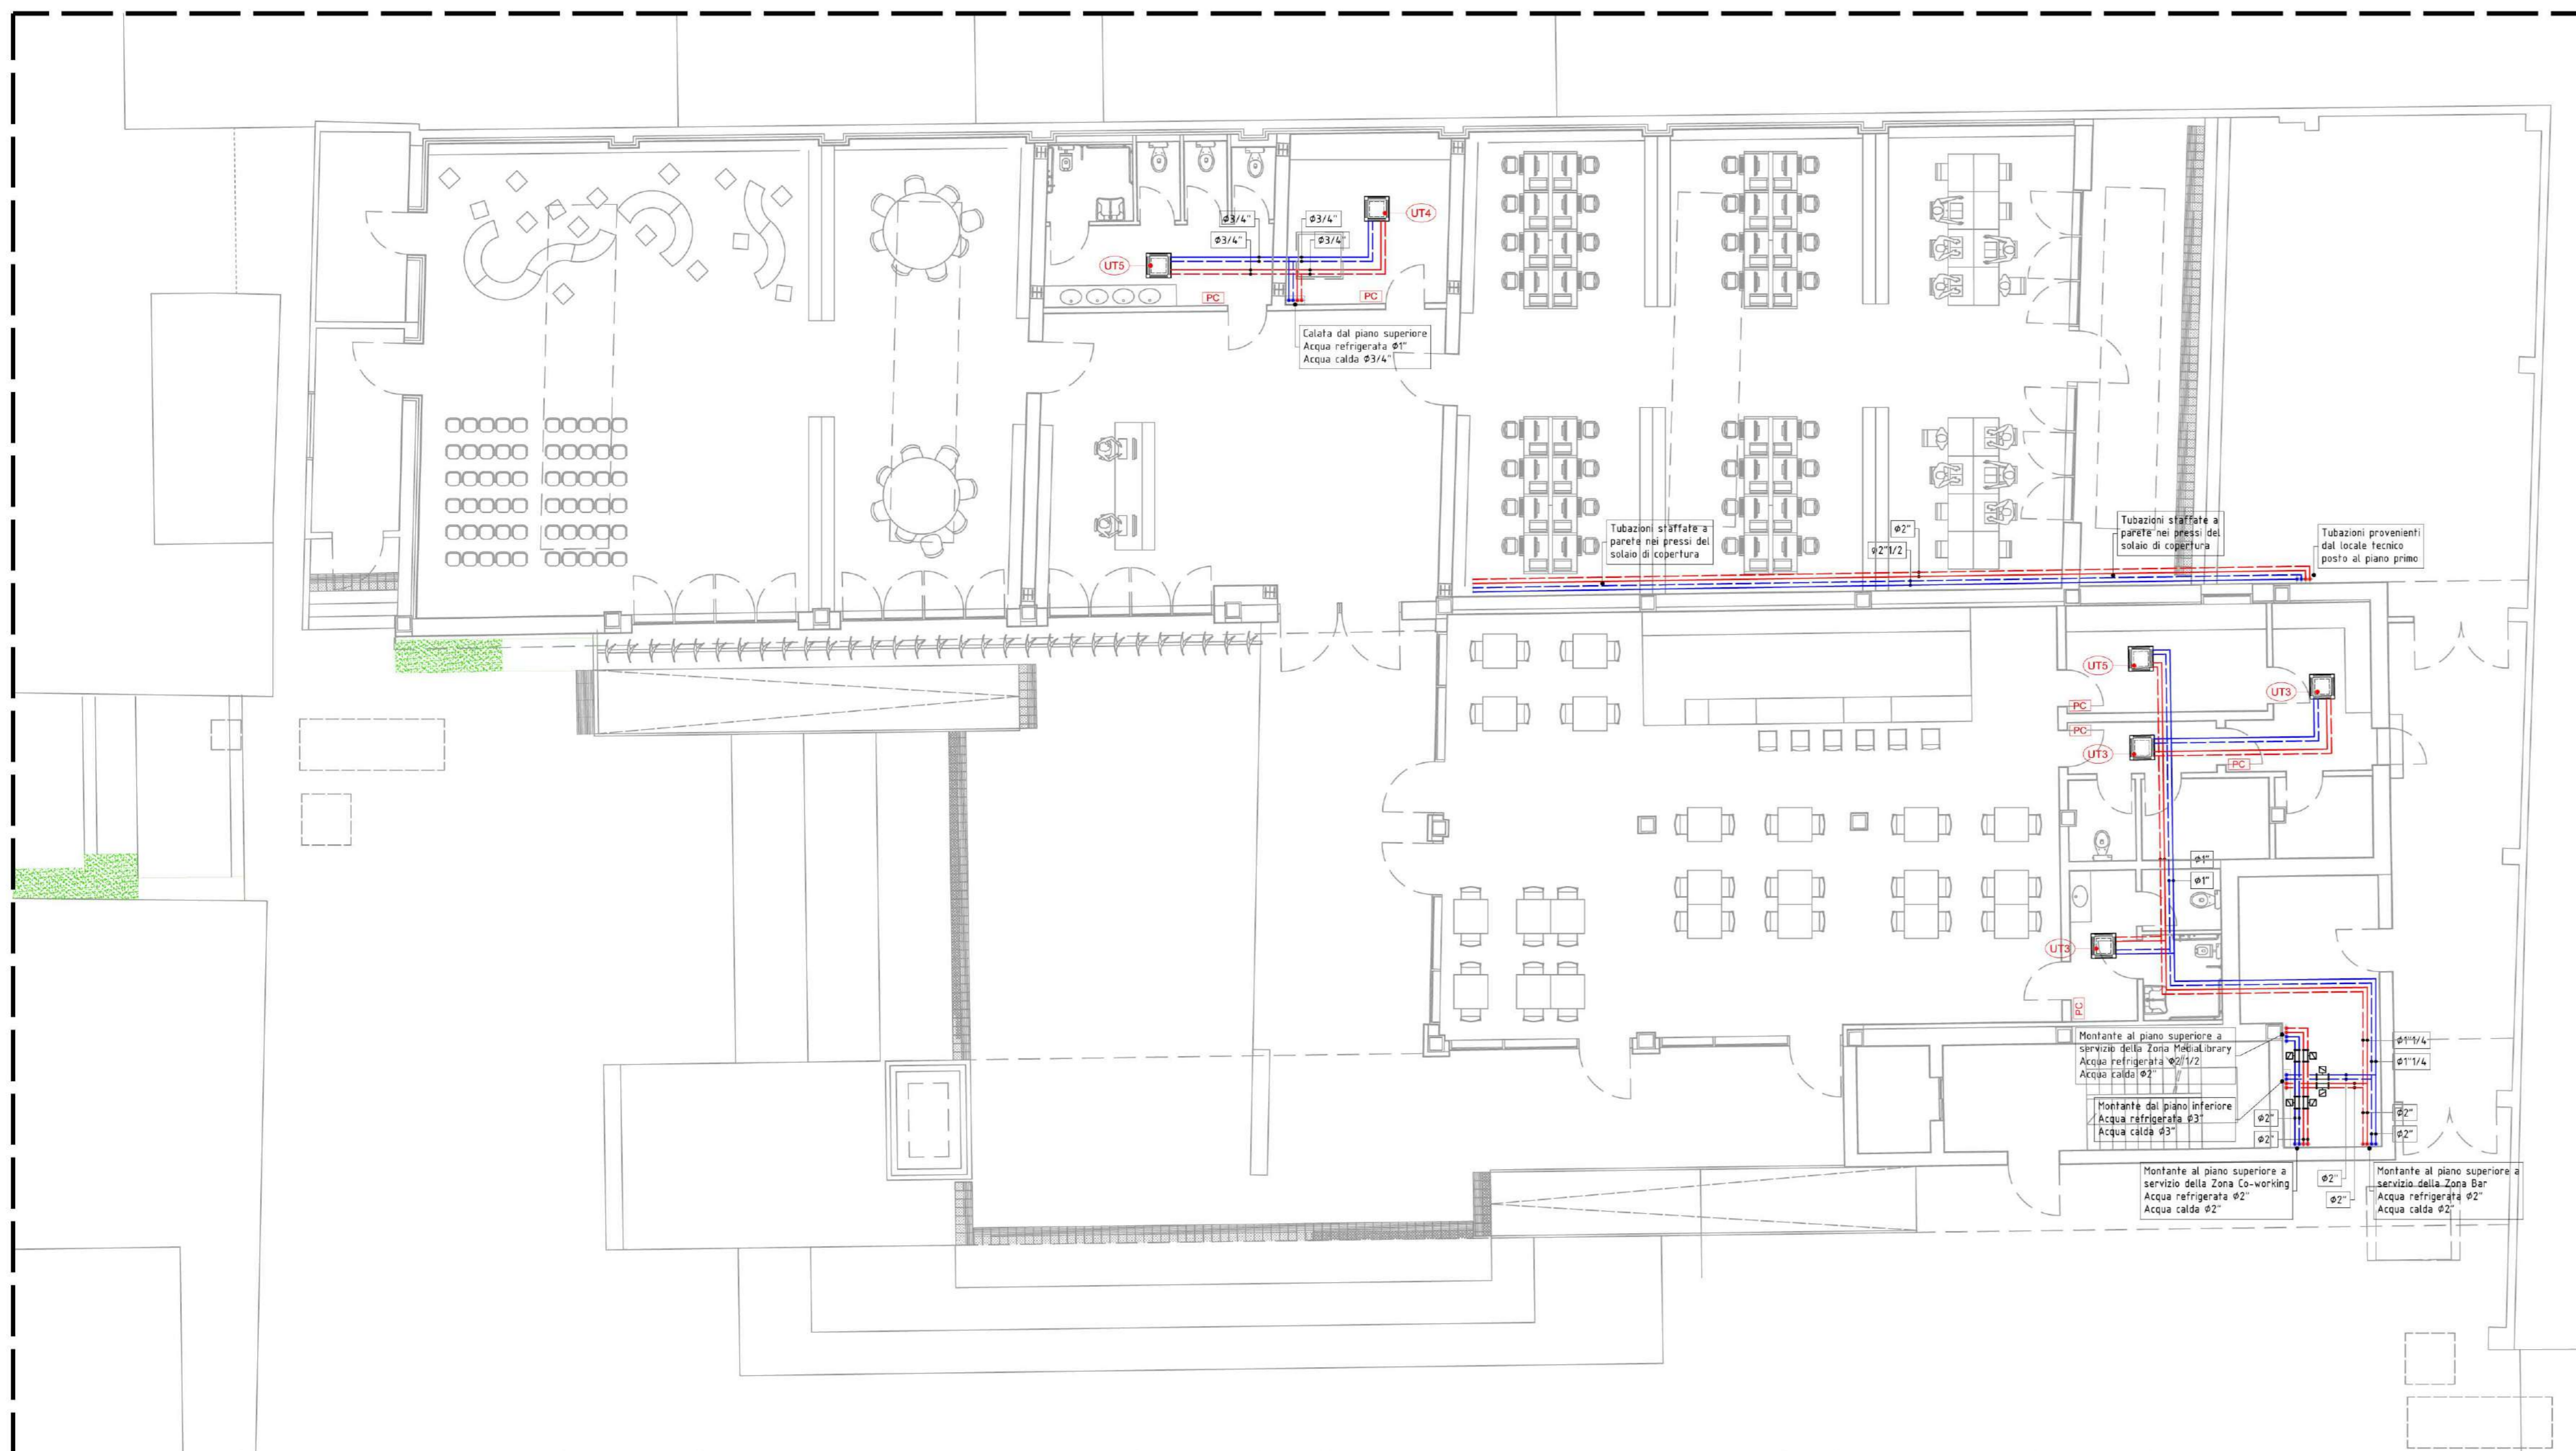 Ø3/4"
Ø3/4"
UT4
Ø3/4"
Ø3/4"
UT5
PC
PC
Calata dal piano superiore
Acqua refrigerata Ø1"
Acqua calda Ø3/4"
Tubazioni staffate a
parete nei pressi del
solaio di copertura
Ø2"
Ø2"1/2
Tubazioni staffate a
parete nei pressi del
solaio di copertura
Tubazioni provenienti
dal locale tecnico
posto al piano primo
UT5
UT3
PC
PC
UT3
PC
Ø1"
Ø1"
UT3
PC
Montante al piano superiore a
servizio della Zona MediaLibrary
Acqua refrigerata Ø2"1/2
Acqua calda Ø2"
Ø1"1/4
Ø1"1/4
Montante dal piano inferiore
Acqua refrigerata Ø3"
Acqua calda Ø3"
Ø2"
Ø2"
Ø2"
Ø2"
Montante al piano superiore a
servizio della Zona Co-working
Acqua refrigerata Ø2"
Acqua calda Ø2"
Ø2"
Ø2"
Montante al piano superiore a
servizio della Zona Bar
Acqua refrigerata Ø2"
Acqua calda Ø2"